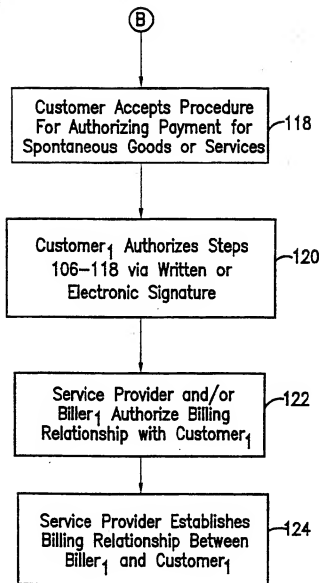 B
Customer Accepts Procedure
For Authorizing Payment for
Spontaneous Goods or Services
118
Customer1 Authorizes Steps
106–118 via Written or
Electronic Signature
120
Service Provider and/or
Biller1 Authorize Billing
Relationship with Customer1
122
Service Provider Establishes
Billing Relationship Between
Biller1 and Customer1
124